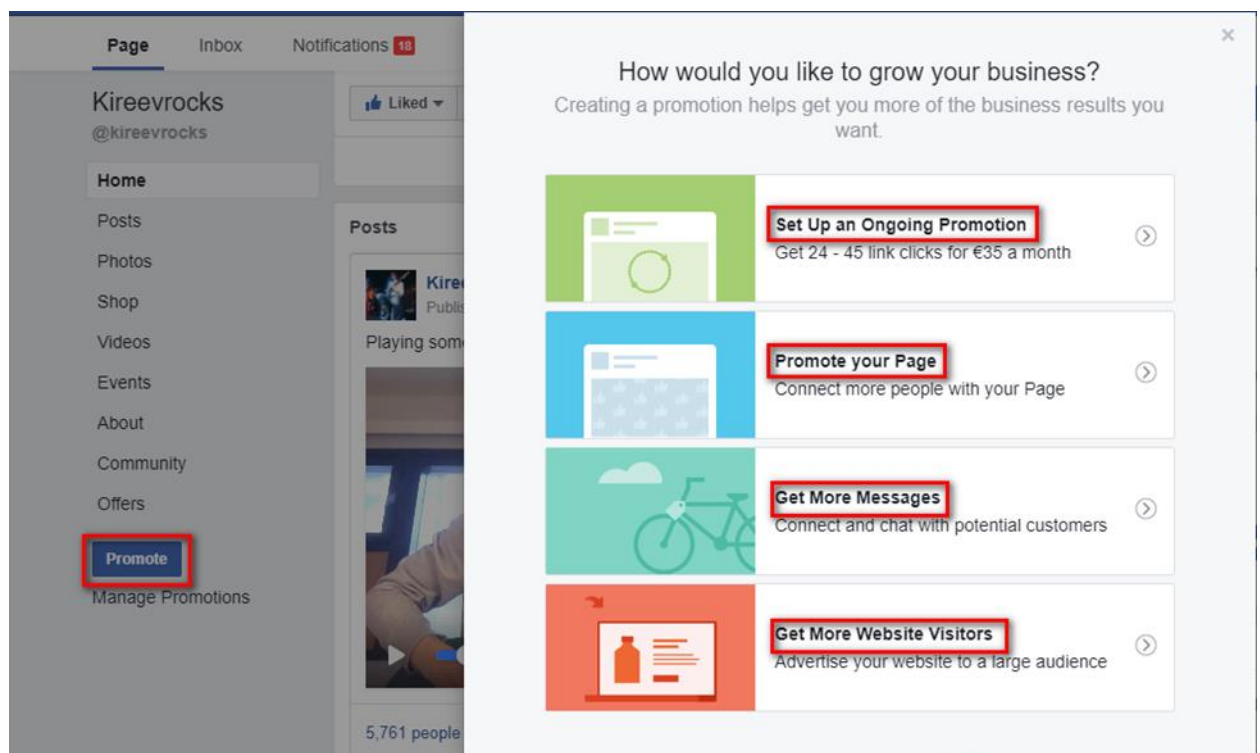 Page Inbox Notifications 18
Kireevrocks
@kireevrocks
Home
Posts
Photos
Shop
Videos
Events
About
Community
Offers
Promote
Manage Promotions
Liked
Posts
Playing
5,761 people
×
How would you like to grow your business?
Creating a promotion helps get you more of the business results you
want.
Set Up an Ongoing Promotion
Get 24 - 45 link clicks for €35 a month
Promote your Page
Connect more people with your Page
Get More Messages
Connect and chat with potential customers
Get More Website Visitors
Advertise your website to a large audience